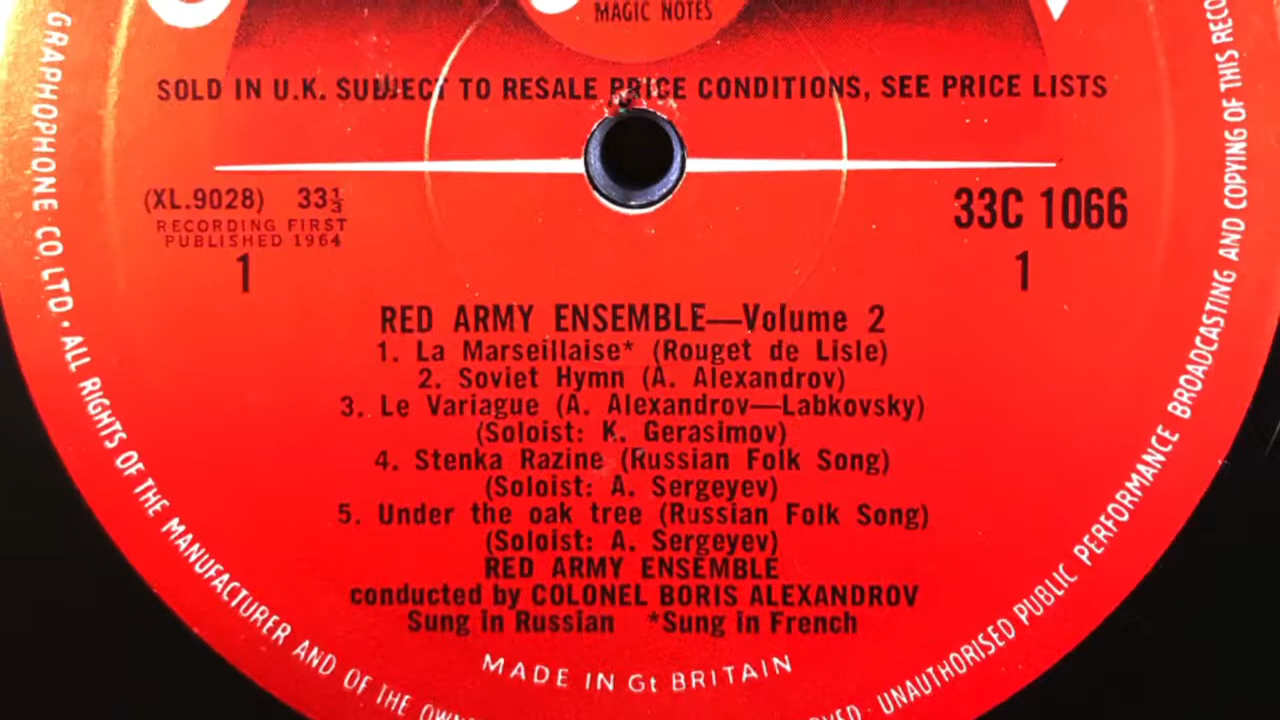 MAGIC NOTES
SOLD IN U.K. SUBJECT TO RESALE PRICE CONDITIONS, SEE PRICE LISTS
(XL.9028) 33⅓
RECORDING FIRST
PUBLISHED 1964
1
33C 1066
1
RED ARMY ENSEMBLE—Volume 2
1. La Marseillaise* (Rouget de Lisle)
2. Soviet Hymn (A. Alexandrov)
3. Le Variague (A. Alexandrov—Labkovsky)
(Soloist: K. Gerasimov)
4. Stenka Razine (Russian Folk Song)
(Soloist: A. Sergeyev)
5. Under the oak tree (Russian Folk Song)
(Soloist: A. Sergeyev)
RED ARMY ENSEMBLE
conducted by COLONEL BORIS ALEXANDROV
Sung in Russian *Sung in French
MADE IN Gt BRITAIN
GRAPHOPHONE CO. LTD · ALL RIGHTS OF THE MANUFACTURER AND OF THE
UNAUTHORISED PUBLIC PERFORMANCE BROADCASTING AND COPYING OF THIS